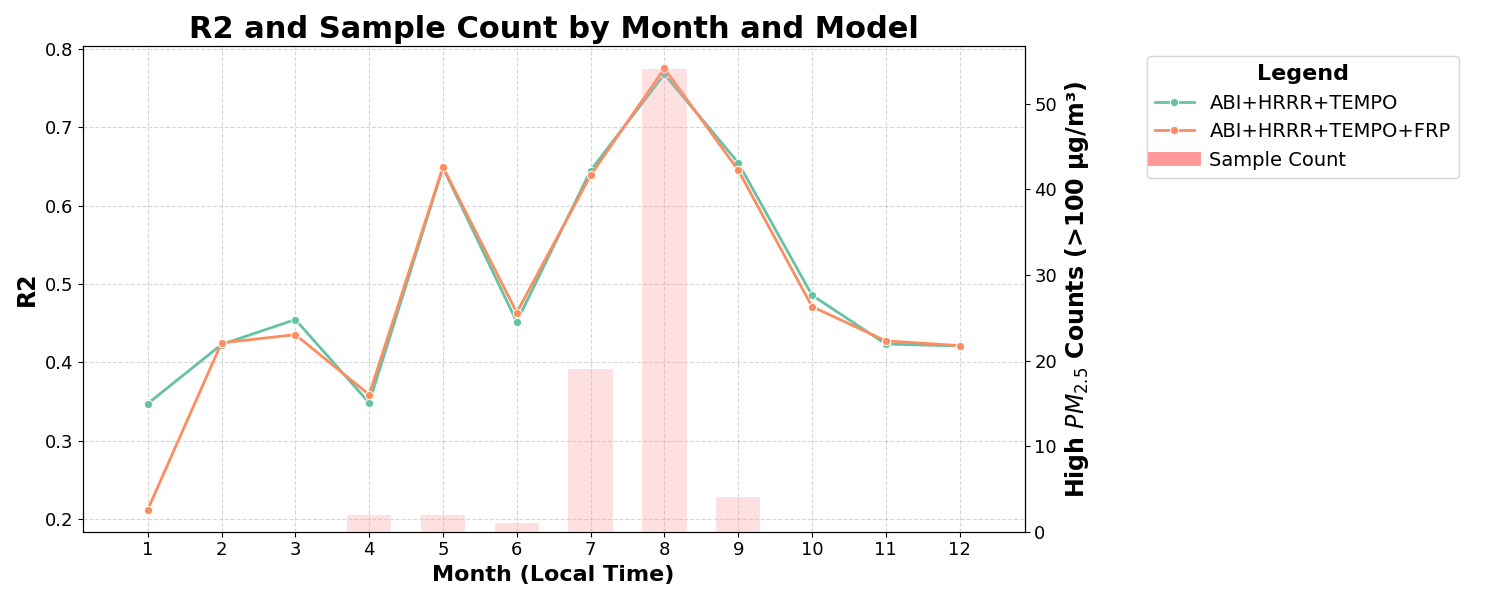 R2 and Sample Count by Month and Model
0.8
0.7
0.6
0.5
0.4
0.3
0.2
R2
50
40
30
20
10
0
High PM2.5 Counts (>100 µg/m³)
1 2 3 4 5 6 7 8 9 10 11 12
Month (Local Time)
Legend
ABI+HRRR+TEMPO
ABI+HRRR+TEMPO+FRP
Sample Count